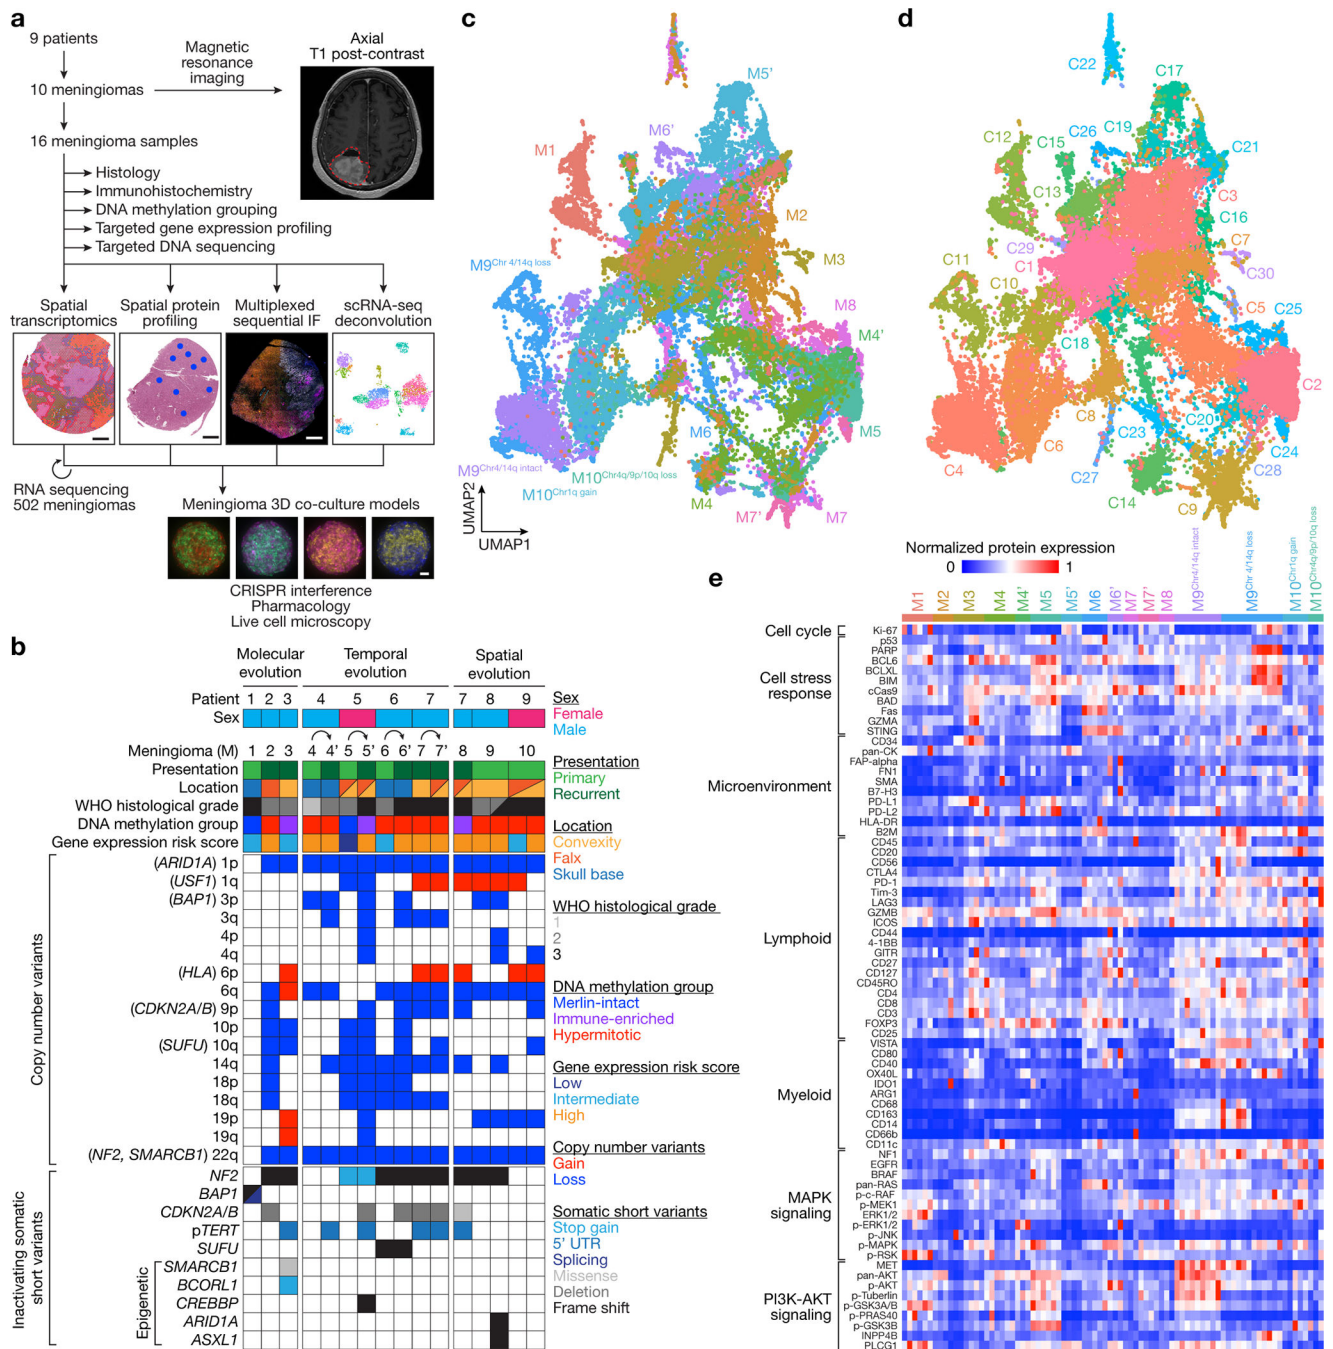 a
9 patients
10 meningiomas
16 meningioma samples
Magnetic
resonance
imaging
Axial
T1 post-contrast
Histology
Immunohistochemistry
DNA methylation grouping
Targeted gene expression profiling
Targeted DNA sequencing
Spatial
transcriptomics
Spatial protein
profiling
Multiplexed
sequential IF
scRNA-seq
deconvolution
RNA sequencing
502 meningiomas
Meningioma 3D co-culture models
CRISPR interference
Pharmacology
Live cell microscopy
b
Molecular
evolution
Temporal
evolution
Spatial
evolution
Patient 1 2 3 4 5 6 7 7 9
Sex
Meningioma (M) 1 2 3 4 4' 5 5' 6 6' 7 7' 8 9 10
Presentation
Location
WHO histological grade
DNA methylation group
Gene expression risk score
Copy number variants
(ARID1A) 1p
(USF1) 1q
(BAP1) 3p
3q
4p
4q
(HLA) 6p
6q
(CDKN2A/B) 9p
10p
(SUFU) 10q
14q
18p
18q
19p
19q
(NF2, SMARCB1) 22q
Inactivating somatic
short variants
NF2
BAP1
CDKN2A/B
pTERT
SUFU
Epigenetic
SMARCB1
BCORL1
CREBBP
ARID1A
ASXL1
Sex
Female
Male
Presentation
Primary
Recurrent
Location
Convexity
Falx
Skull base
WHO histological grade
1
2
3
DNA methylation group
Merlin-intact
Immune-enriched
Hypermitotic
Gene expression risk score
Low
Intermediate
High
Copy number variants
Gain
Loss
Somatic short variants
Stop gain
5' UTR
Splicing
Missense
Deletion
Frame shift
c
M5'
M6'
M1
M2
M3
M9Chr 4/14q loss
M8
M4'
M6
M5
M9Chr4/14q intact
M10Chr4q/9p/10q loss
M10Chr1q gain
M4
M7'
M7
UMAP2
UMAP1
d
C22
C17
C12
C15
C26
C19
C21
C13
C3
C16
C29
C7
C11
C1
C30
C10
C5
C25
C18
C2
C8
C20
C6
C23
C24
C4
C27
C28
C14
C9
e
Normalized protein expression
0 1
M1 M2 M3 M4 M4' M5 M5' M6 M6' M7 M7' M8 M9Chr4/14q intact M9Chr 4/14q loss M10Chr1q gain M10Chr4q/9p/10q loss
Cell cycle
Ki-67
Cell stress
response
p53
PARP
BCL6
BCLXL
BIM
cCas9
BAD
Fas
GZMA
STING
Microenvironment
CD34
pan-CK
FAP-alpha
FN1
SMA
B7-H3
PD-L1
PD-L2
HLA-DR
B2M
Lymphoid
CD45
CD20
CD56
CTLA4
PD-1
Tim-3
LAG3
GZMB
ICOS
CD44
4-1BB
GITR
CD27
CD127
CD45RO
CD4
CD8
CD3
FOXP3
CD25
Myeloid
VISTA
CD80
CD40
OX40L
IDO1
ARG1
CD68
CD163
CD14
CD66b
CD11c
MAPK
signaling
NF1
EGFR
BRAF
pan-RAS
p-c-RAF
p-MEK1
ERK1/2
p-ERK1/2
p-JNK
p-MAPK
p-RSK
PI3K-AKT
signaling
MET
pan-AKT
p-AKT
p-Tuberlin
p-GSK3A/B
p-PRAS40
p-GSK3B
INPP4B
PLCG1